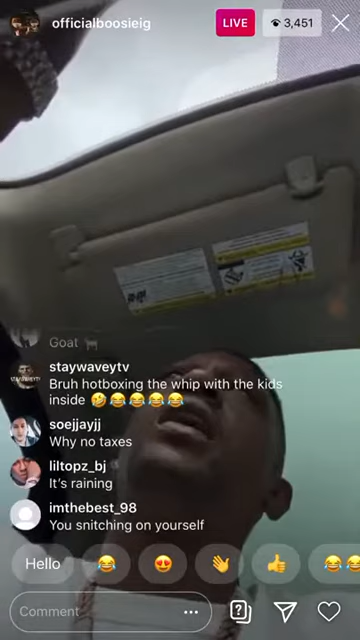 officialboosieig
LIVE
3,451
Goat 🐐
staywaveytv
Bruh hotboxing the whip with the kids
inside 🤣😂😂😂😂
soejjayjj
Why no taxes
liltopz_bj
It's raining
imthebest_98
You snitching on yourself
Hello 😂 😍 👋 👍 😂😂
Comment